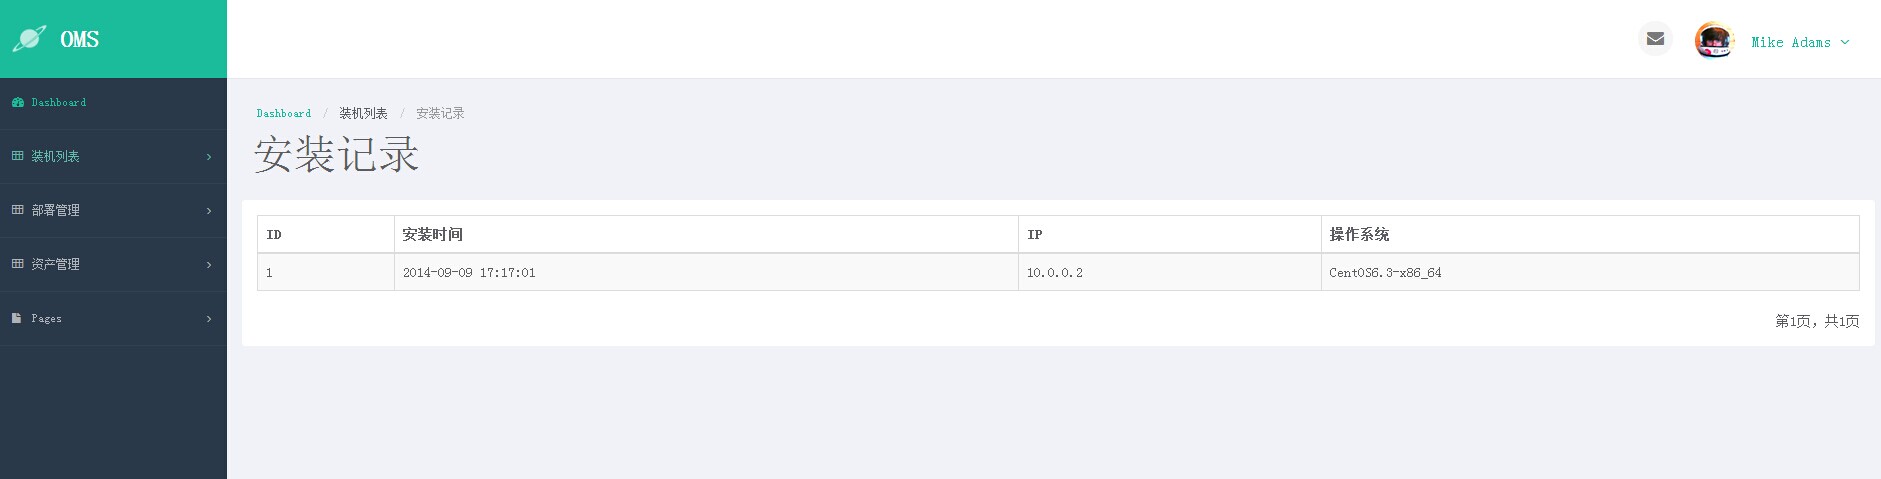 OMS
Mike Adams
Dashboard
装机列表
部署管理
资产管理
Pages
Dashboard / 装机列表 / 安装记录
安装记录
ID 安装时间 IP 操作系统
1 2014-09-09 17:17:01 10.0.0.2 CentOS6.3-x86_64
第1页，共1页